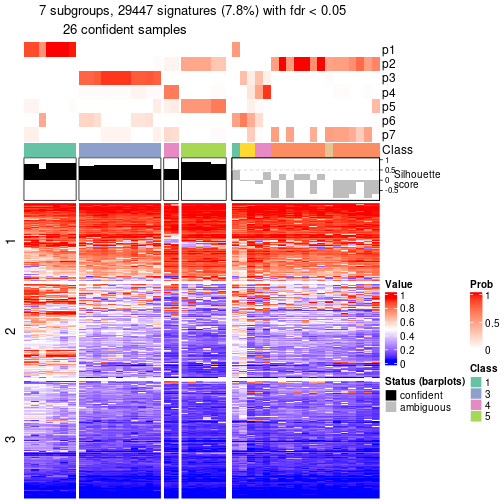 7 subgroups, 29447 signatures (7.8%) with fdr < 0.05
26 confident samples
p1
p2
p3
p4
p5
p6
p7
Class
1
0.5
0
-0.5
Silhouette
score
1
2
3
Value
1
0.8
0.6
0.4
0.2
0
Prob
1
0.5
0
Status (barplots)
confident
ambiguous
Class
1
3
4
5